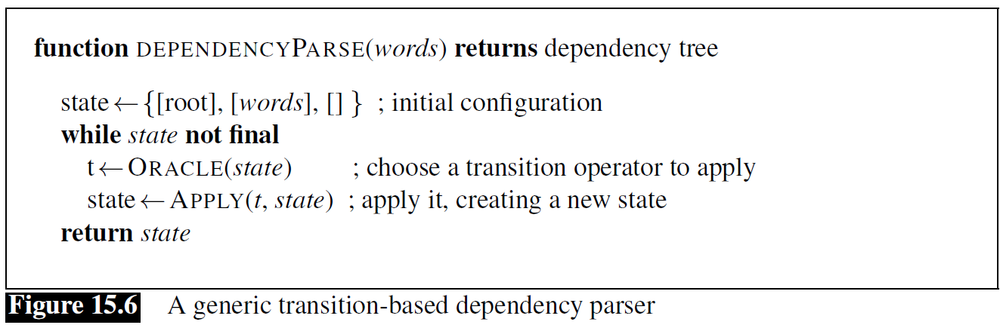 function DEPENDENCYPARSE(words) returns dependency tree
state←{[root], [words], [] } ; initial configuration
while state not final
t←ORACLE(state) ; choose a transition operator to apply
state←APPLY(t, state) ; apply it, creating a new state
return state
Figure 15.6 A generic transition-based dependency parser